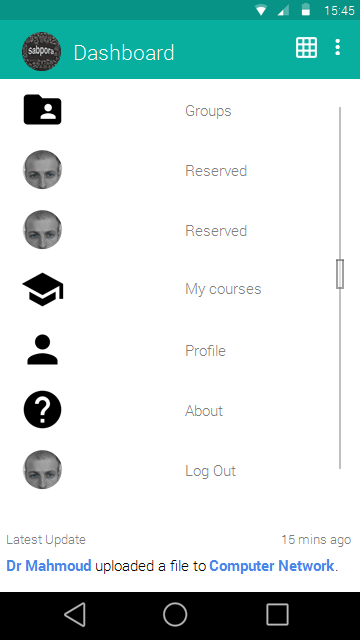 15:45
sabpora
Dashboard
Groups
Reserved
Reserved
My courses
Profile
About
Log Out
Latest Update 15 mins ago
Dr Mahmoud uploaded a file to Computer Network.